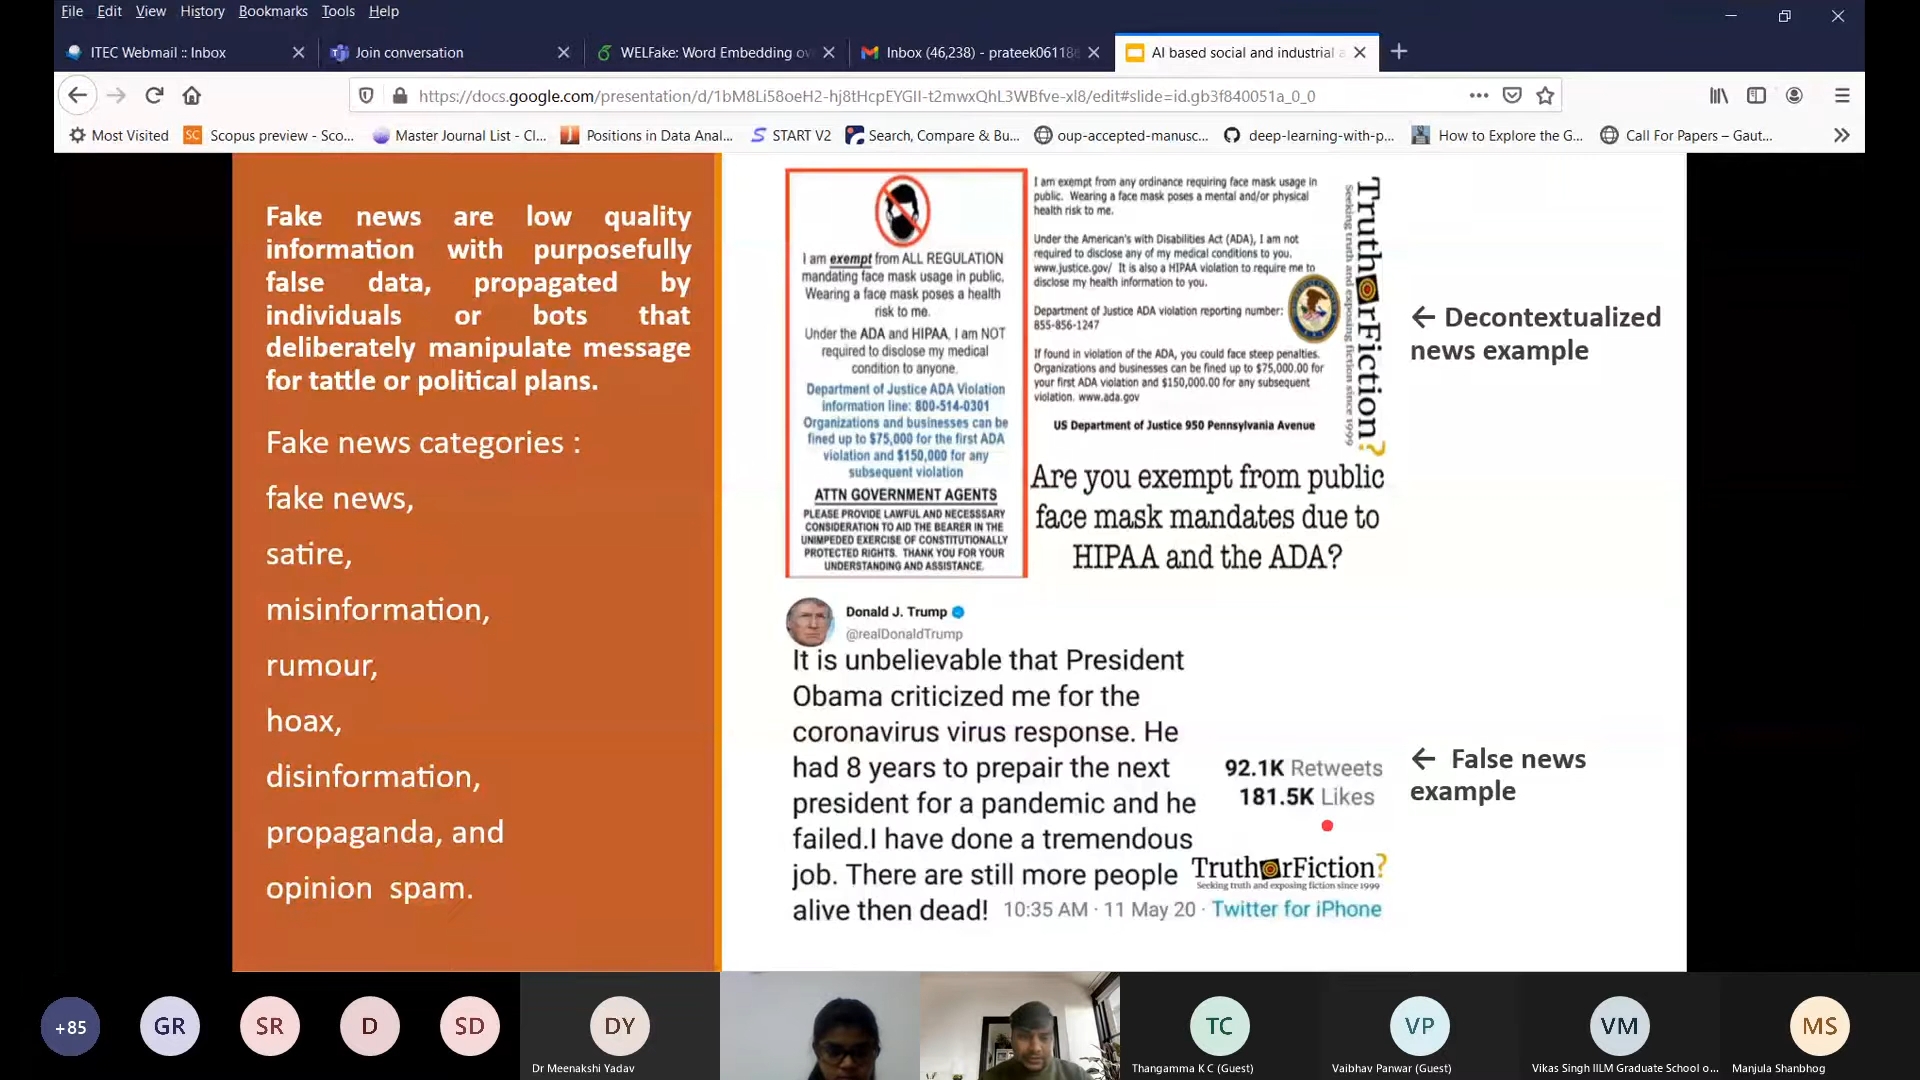 File Edit View History Bookmarks Tools Help
ITEC Webmail :: Inbox
Join conversation
WELFake: Word Embedding ov
Inbox (46,238) - prateek06118
AI based social and industrial a
https://docs.google.com/presentation/d/1bM8Li58oeH2-hj8tHcpEYGII-t2mwxQhL3WBfve-xl8/edit#slide=id.gb3f840051a_0_0
Most Visited
Scopus preview - Sco...
Master Journal List - Cl...
Positions in Data Anal...
START V2
Search, Compare & Bu...
oup-accepted-manusc...
deep-learning-with-p...
How to Explore the G...
Call For Papers – Gaut...
Fake news are low quality
information with purposefully
false data, propagated by
individuals or bots that
deliberately manipulate message
for tattle or political plans.
Fake news categories :
fake news,
satire,
misinformation,
rumour,
hoax,
disinformation,
propaganda, and
opinion spam.
I am exempt from ALL REGULATION
mandating face mask usage in public.
Wearing a face mask poses a health
risk to me.
Under the ADA and HIPAA, I am NOT
required to disclose my medical
condition to anyone.
Department of Justice ADA Violation
information line: 800-514-0301
Organizations and businesses can be
fined up to $75,000 for the first ADA
violation and $150,000 for any
subsequent violation
ATTN GOVERNMENT AGENTS
PLEASE PROVIDE LAWFUL AND NECESSSARY
CONSIDERATION TO AID THE BEARER IN THE
UNIMPEDED EXERCISE OF CONSTITUTIONALLY
PROTECTED RIGHTS. THANK YOU FOR YOUR
UNDERSTANDING AND ASSISTANCE.
I am exempt from any ordinance requiring face mask usage in
public. Wearing a face mask poses a mental and/or physical
health risk to me.
Under the American's with Disabilities Act (ADA), I am not
required to disclose any of my medical conditions to you.
www.justice.gov/ It is also a HIPAA violation to require me to
disclose my health information to you.
Department of Justice ADA violation reporting number:
855-856-1247
If found in violation of the ADA, you could face steep penalties.
Organizations and businesses can be fined up to $75,000.00 for
your first ADA violation and $150,000.00 for any subsequent
violation. www.ada.gov
US Department of Justice 950 Pennsylvania Avenue
TruthorFiction?
Seeking truth and exposing fiction since 1999
Are you exempt from public
face mask mandates due to
HIPAA and the ADA?
← Decontextualized
news example
Donald J. Trump
@realDonaldTrump
It is unbelievable that President
Obama criticized me for the
coronavirus virus response. He
had 8 years to prepair the next
president for a pandemic and he
failed.I have done a tremendous
job. There are still more people
alive then dead! 10:35 AM · 11 May 20 · Twitter for iPhone
92.1K Retweets
181.5K Likes
TruthorFiction?
Seeking truth and exposing fiction since 1999
← False news
example
+85
GR
SR
D
SD
DY
Dr Meenakshi Yadav
TC
Thangamma K C (Guest)
VP
Vaibhav Panwar (Guest)
VM
Vikas Singh IILM Graduate School o...
MS
Manjula Shanbhog